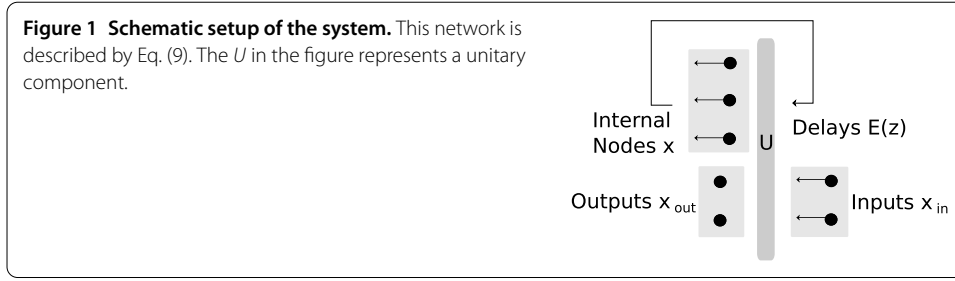 Figure 1 Schematic setup of the system. This network is
described by Eq. (9). The U in the figure represents a unitary
component.
Internal
Nodes x
U
Delays E(z)
Outputs x out
Inputs x in